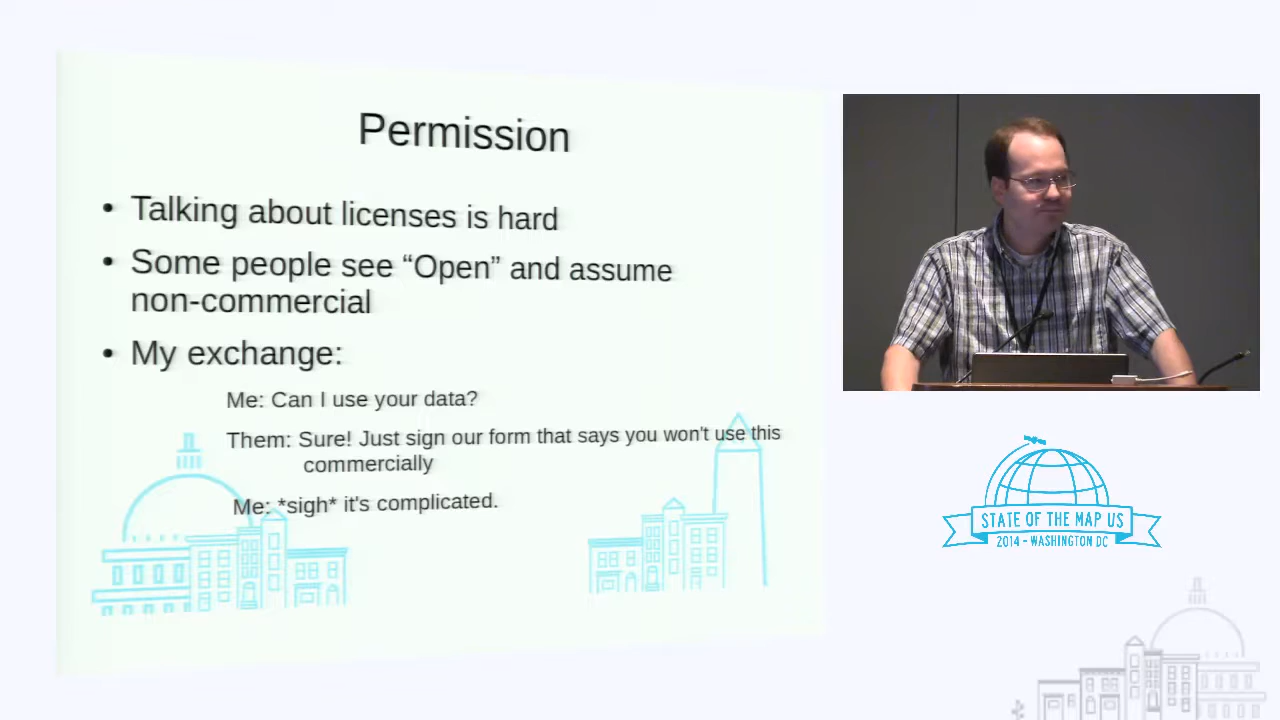 Permission
• Talking about licenses is hard
• Some people see “Open” and assume
non-commercial
• My exchange:
Me: Can I use your data?
Them: Sure! Just sign our form that says you won't use this
commercially
Me: *sigh* it's complicated.
STATE OF THE MAP US
2014 - WASHINGTON DC